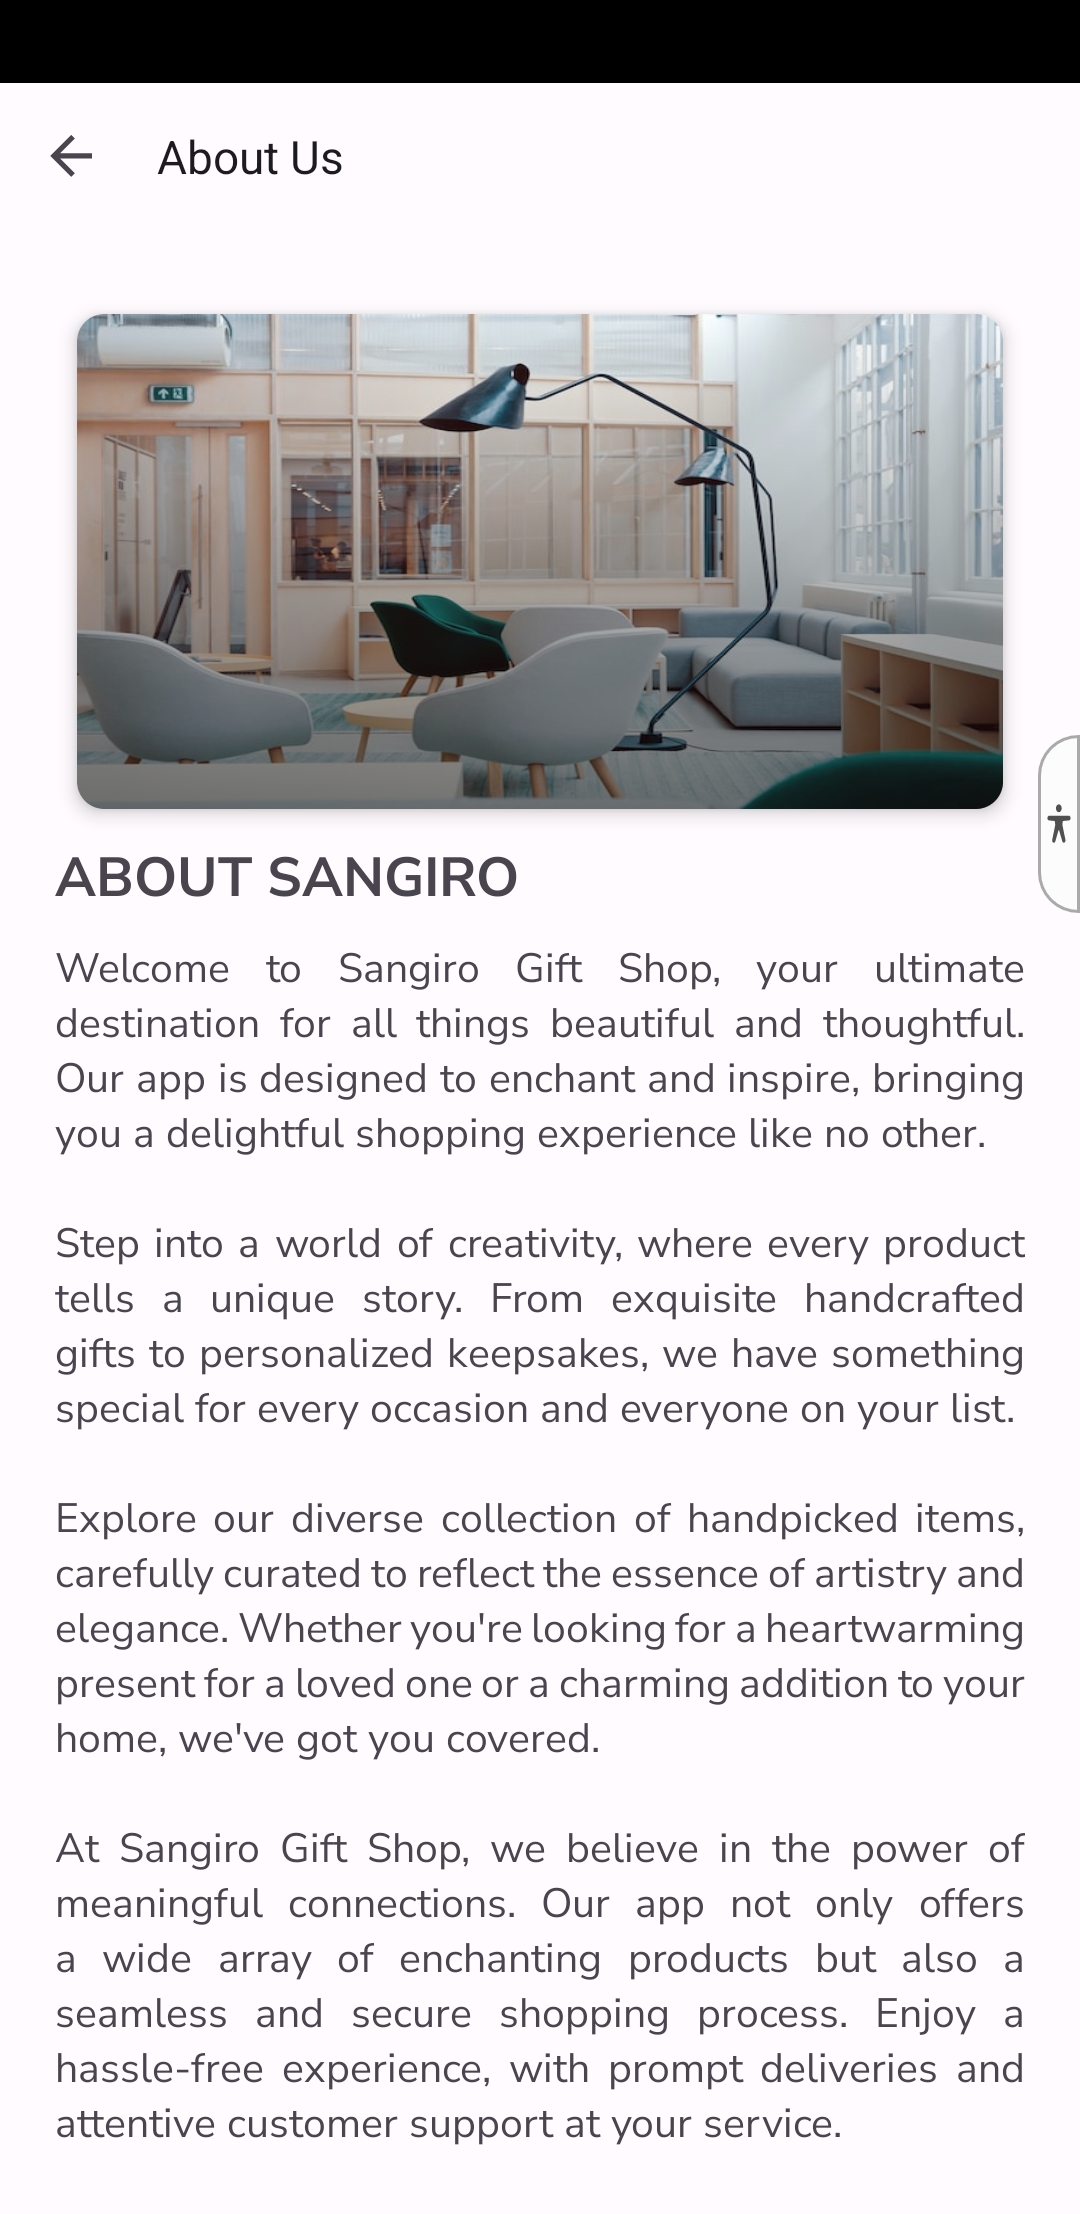 About Us
ABOUT SANGIRO
Welcome to Sangiro Gift Shop, your ultimate
destination for all things beautiful and thoughtful.
Our app is designed to enchant and inspire, bringing
you a delightful shopping experience like no other.
Step into a world of creativity, where every product
tells a unique story. From exquisite handcrafted
gifts to personalized keepsakes, we have something
special for every occasion and everyone on your list.
Explore our diverse collection of handpicked items,
carefully curated to reflect the essence of artistry and
elegance. Whether you're looking for a heartwarming
present for a loved one or a charming addition to your
home, we've got you covered.
At Sangiro Gift Shop, we believe in the power of
meaningful connections. Our app not only offers
a wide array of enchanting products but also a
seamless and secure shopping process. Enjoy a
hassle-free experience, with prompt deliveries and
attentive customer support at your service.